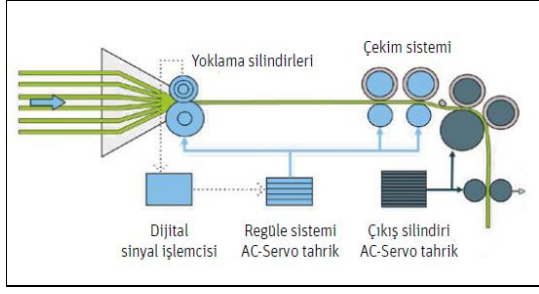 Yoklama silindirleri
Çekim sistemi
Dijital
sinyal işlemcisi
Regüle sistemi
AC-Servo tahrik
Çıkış silindiri
AC-Servo tahrik